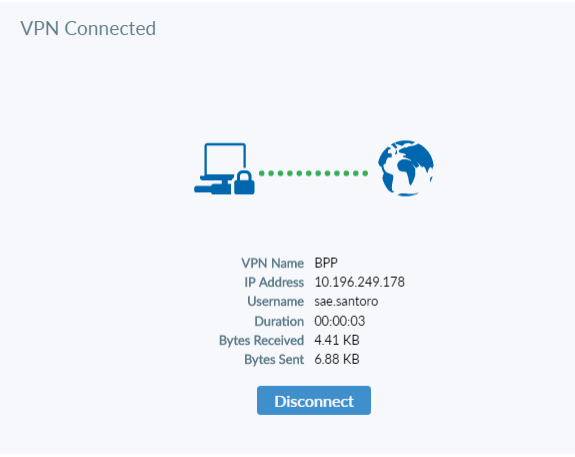 VPN Connected
VPN Name BPP
IP Address 10.196.249.178
Username sae.santoro
Duration 00:00:03
Bytes Received 4.41 KB
Bytes Sent 6.88 KB
Disconnect